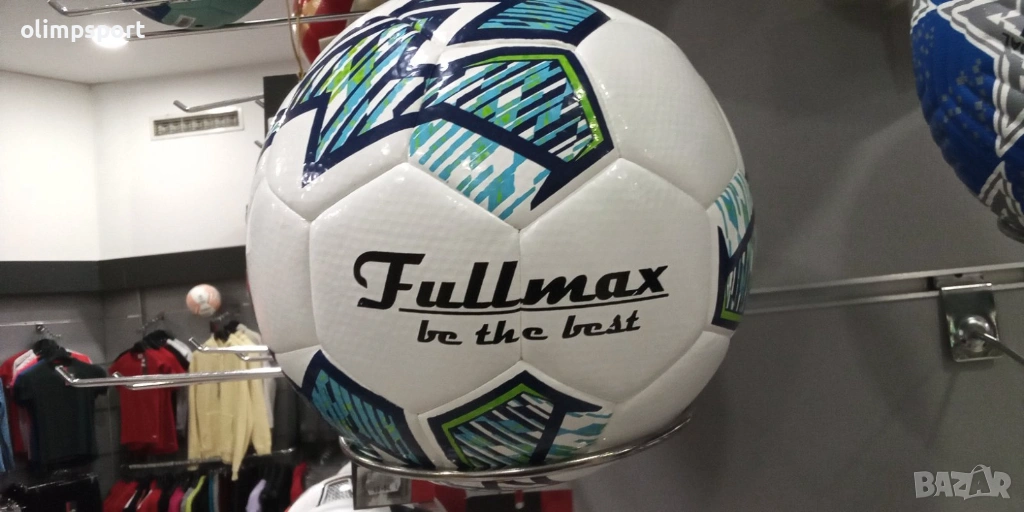 olimpsport
Fullmax
be the best
BAZAR